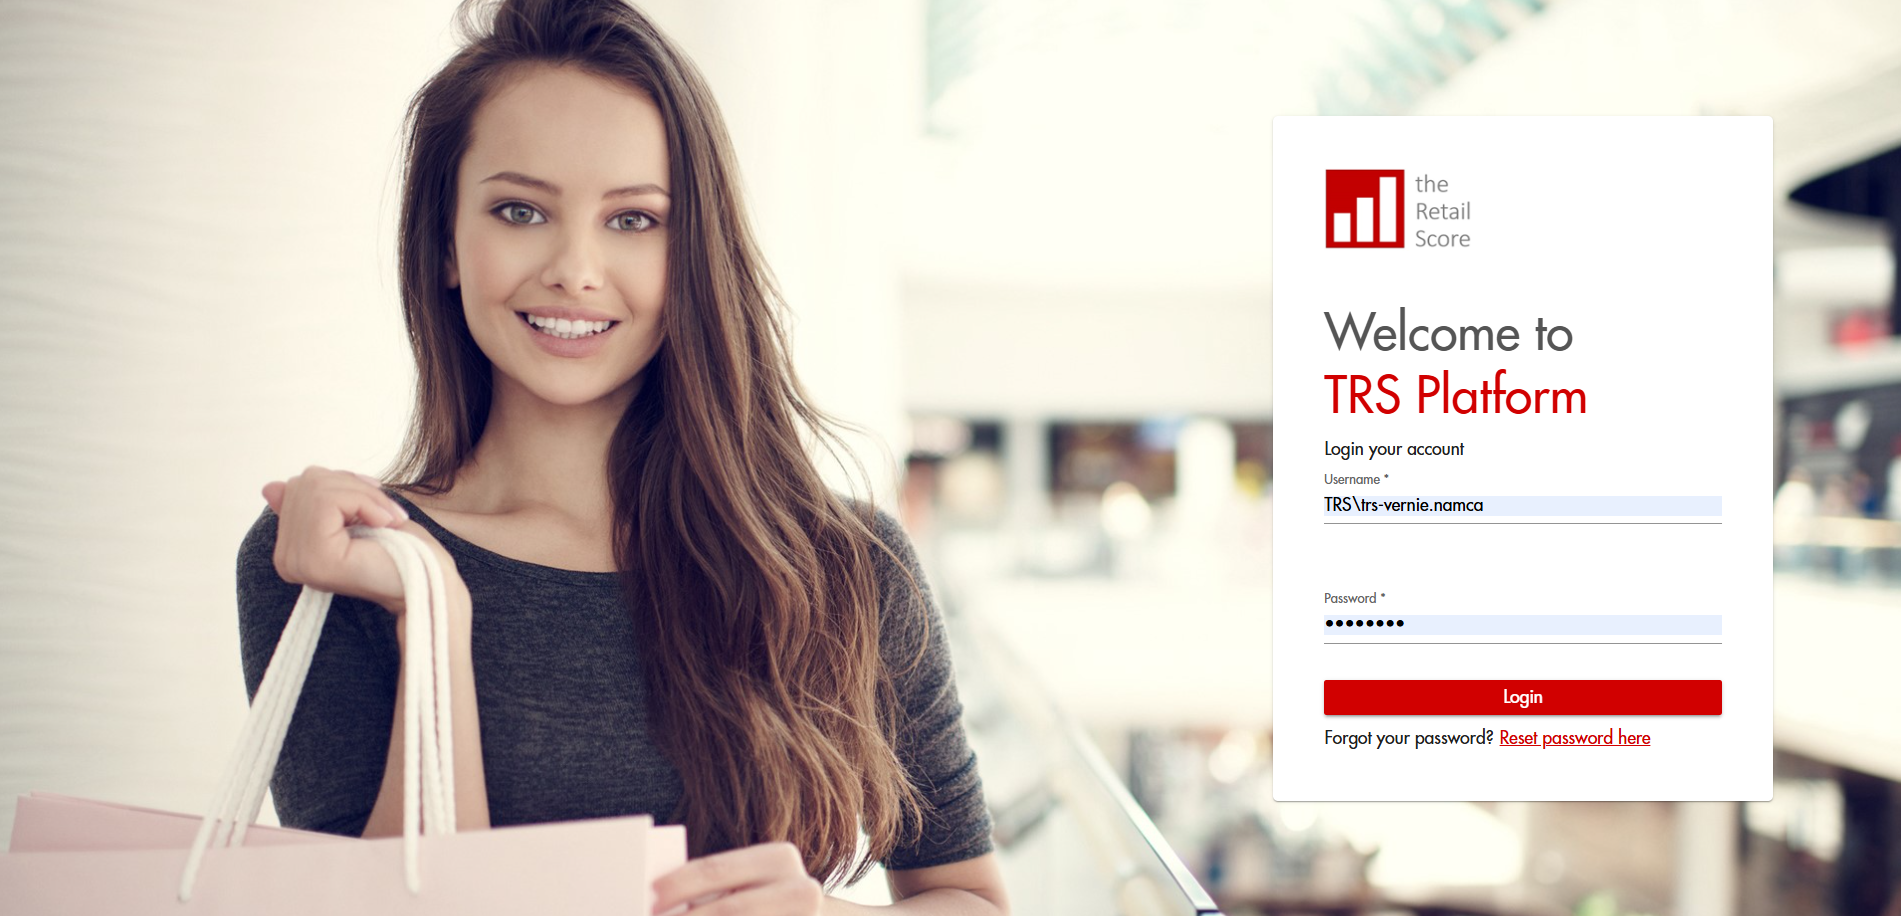 the
Retail
Score
Welcome to
TRS Platform
Login your account
Username *
TRS\trs-vernie.namca
Password *
••••••••
Login
Forgot your password? Reset password here